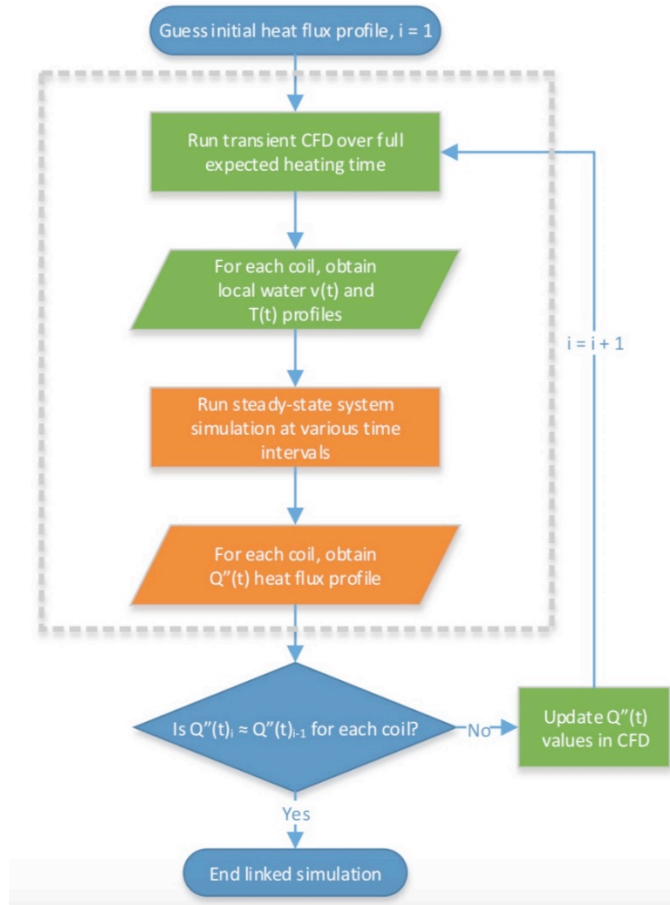 Guess initial heat flux profile, i = 1
Run transient CFD over full
expected heating time
For each coil, obtain
local water v(t) and
T(t) profiles
i = i + 1
Run steady-state system
simulation at various time
intervals
For each coil, obtain
Q″(t) heat flux profile
Is Q″(t)ᵢ ≈ Q″(t)ᵢ₋₁ for each coil?
No
Update Q″(t)
values in CFD
Yes
End linked simulation